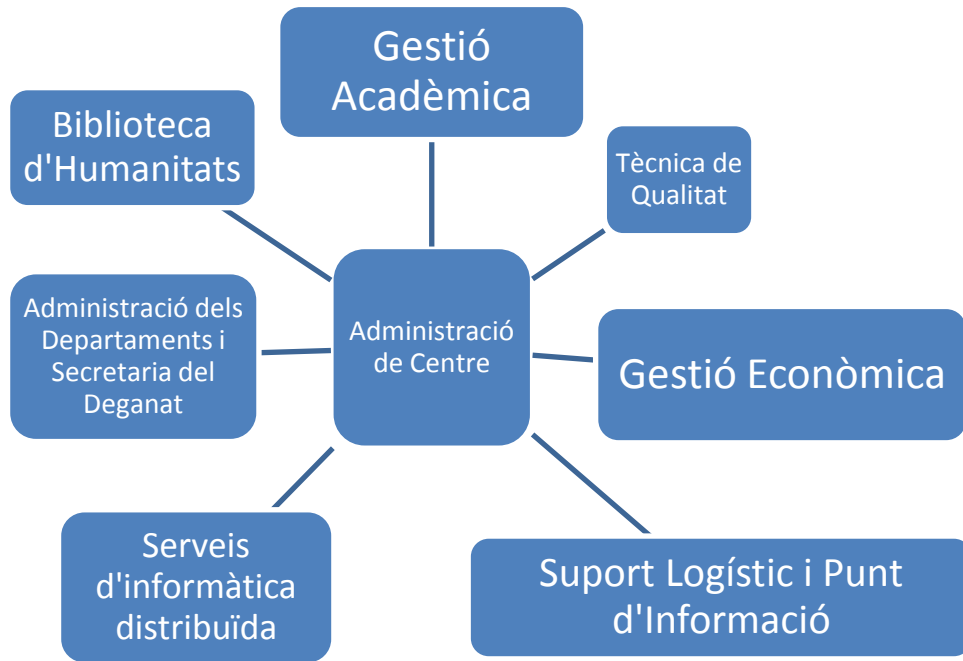 Gestió
Acadèmica
Biblioteca
d'Humanitats
Tècnica de
Qualitat
Administració dels
Departaments i
Secretaria del
Deganat
Administració
de Centre
Gestió Econòmica
Serveis
d'informàtica
distribuïda
Suport Logístic i Punt
d'Informació